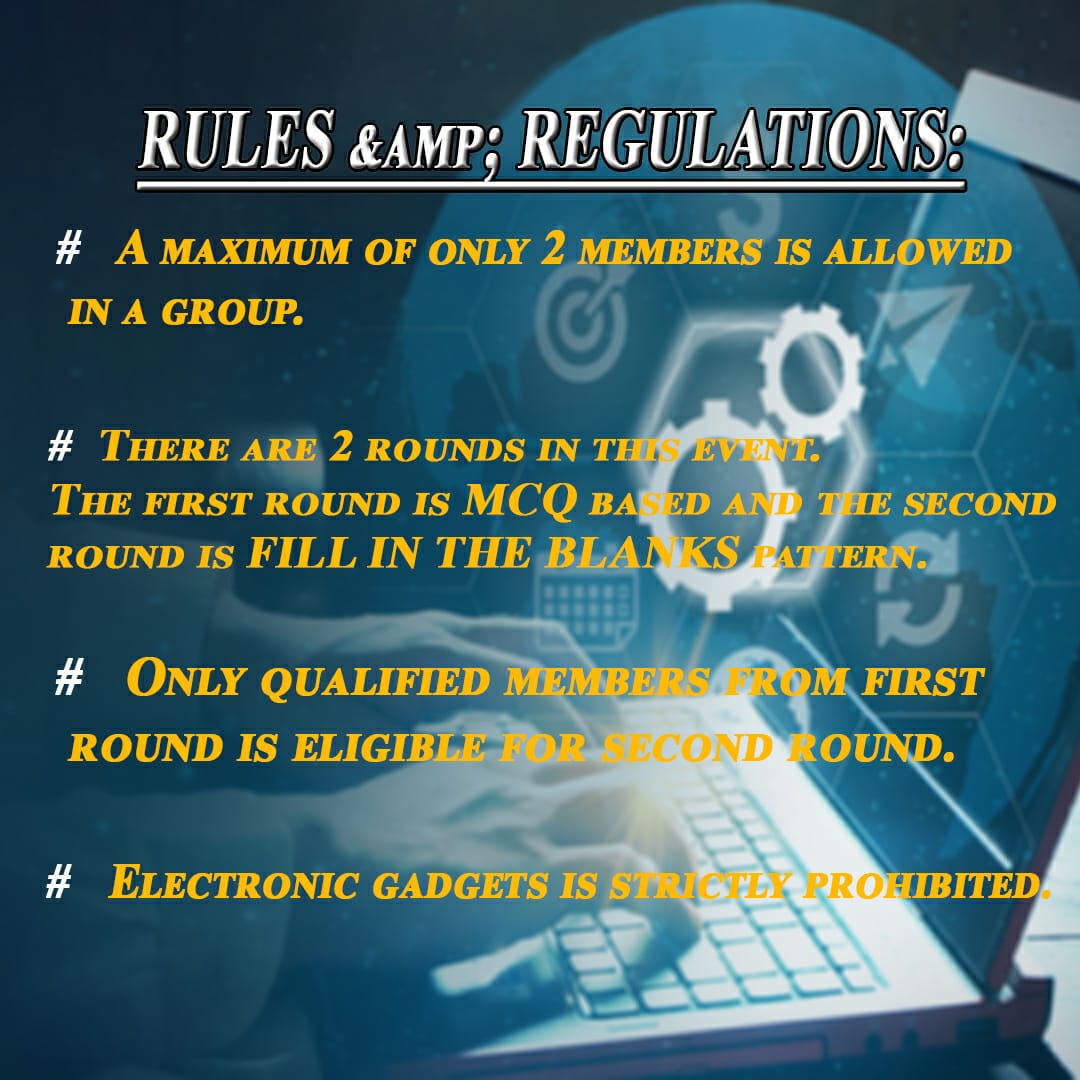 RULES &AMP; REGULATIONS:
# A MAXIMUM OF ONLY 2 MEMBERS IS ALLOWED
IN A GROUP.
# THERE ARE 2 ROUNDS IN THIS EVENT.
THE FIRST ROUND IS MCQ BASED AND THE SECOND
ROUND IS FILL IN THE BLANKS PATTERN.
# ONLY QUALIFIED MEMBERS FROM FIRST
ROUND IS ELIGIBLE FOR SECOND ROUND.
# ELECTRONIC GADGETS IS STRICTLY PROHIBITED.